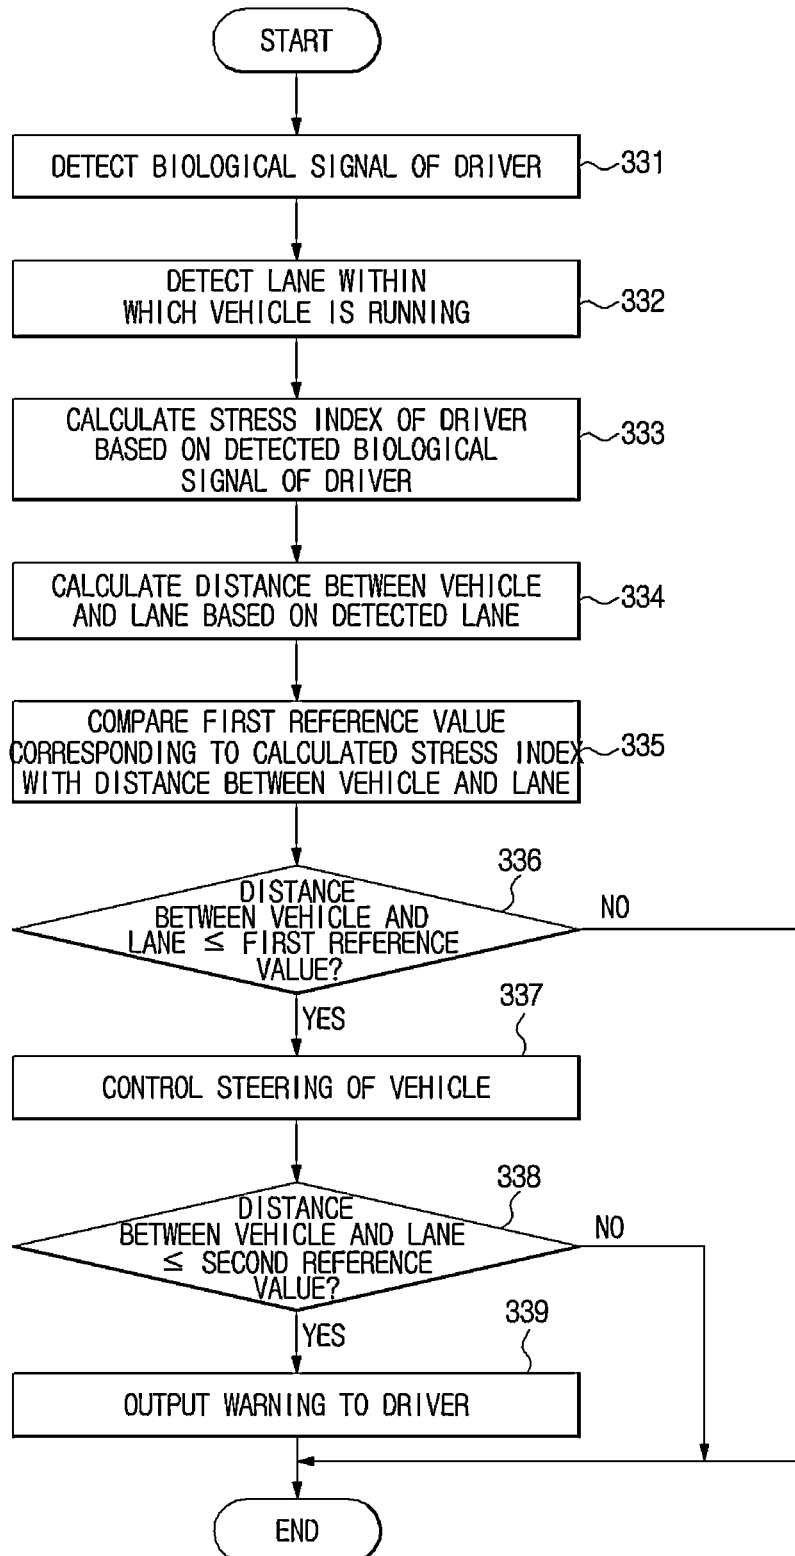 START
DETECT BIOLOGICAL SIGNAL OF DRIVER
331
DETECT LANE WITHIN
WHICH VEHICLE IS RUNNING
332
CALCULATE STRESS INDEX OF DRIVER
BASED ON DETECTED BIOLOGICAL
SIGNAL OF DRIVER
333
CALCULATE DISTANCE BETWEEN VEHICLE
AND LANE BASED ON DETECTED LANE
334
COMPARE FIRST REFERENCE VALUE
CORRESPONDING TO CALCULATED STRESS INDEX
WITH DISTANCE BETWEEN VEHICLE AND LANE
335
336
DISTANCE
BETWEEN VEHICLE AND
LANE ≤ FIRST REFERENCE
VALUE?
NO
YES
337
CONTROL STEERING OF VEHICLE
338
DISTANCE
BETWEEN VEHICLE AND LANE
≤ SECOND REFERENCE
VALUE?
NO
YES
339
OUTPUT WARNING TO DRIVER
END